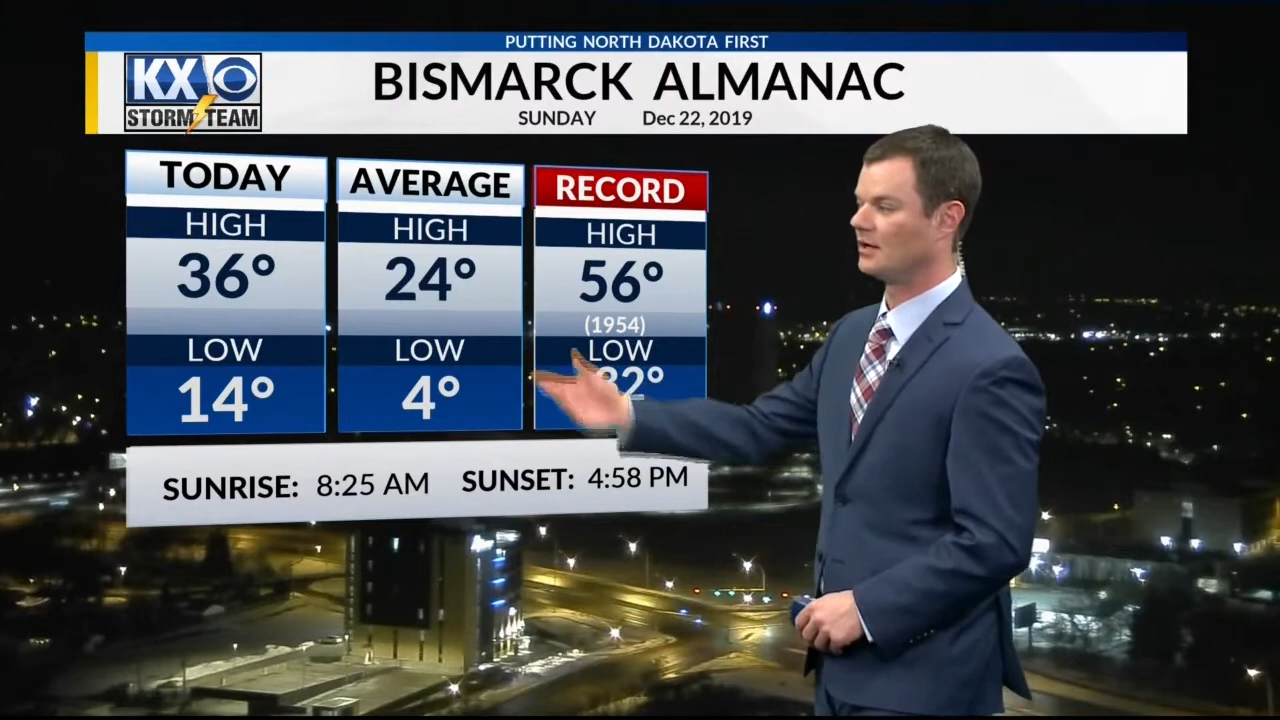 PUTTING NORTH DAKOTA FIRST
KX
STORM TEAM
BISMARCK ALMANAC
SUNDAY Dec 22, 2019
TODAY
HIGH
36°
LOW
14°
AVERAGE
HIGH
24°
LOW
4°
RECORD
HIGH
56°
(1954)
LOW
SUNRISE: 8:25 AM SUNSET: 4:58 PM